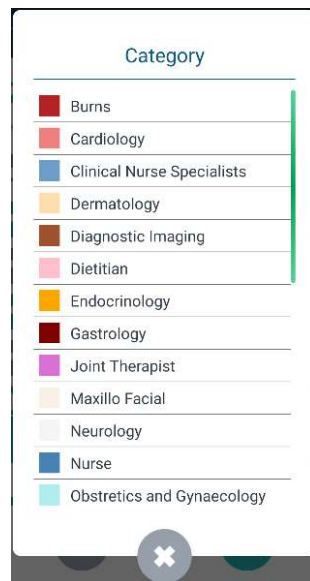 Category
Burns
Cardiology
Clinical Nurse Specialists
Dermatology
Diagnostic Imaging
Dietitian
Endocrinology
Gastrology
Joint Therapist
Maxillo Facial
Neurology
Nurse
Obstretics and Gynaecology